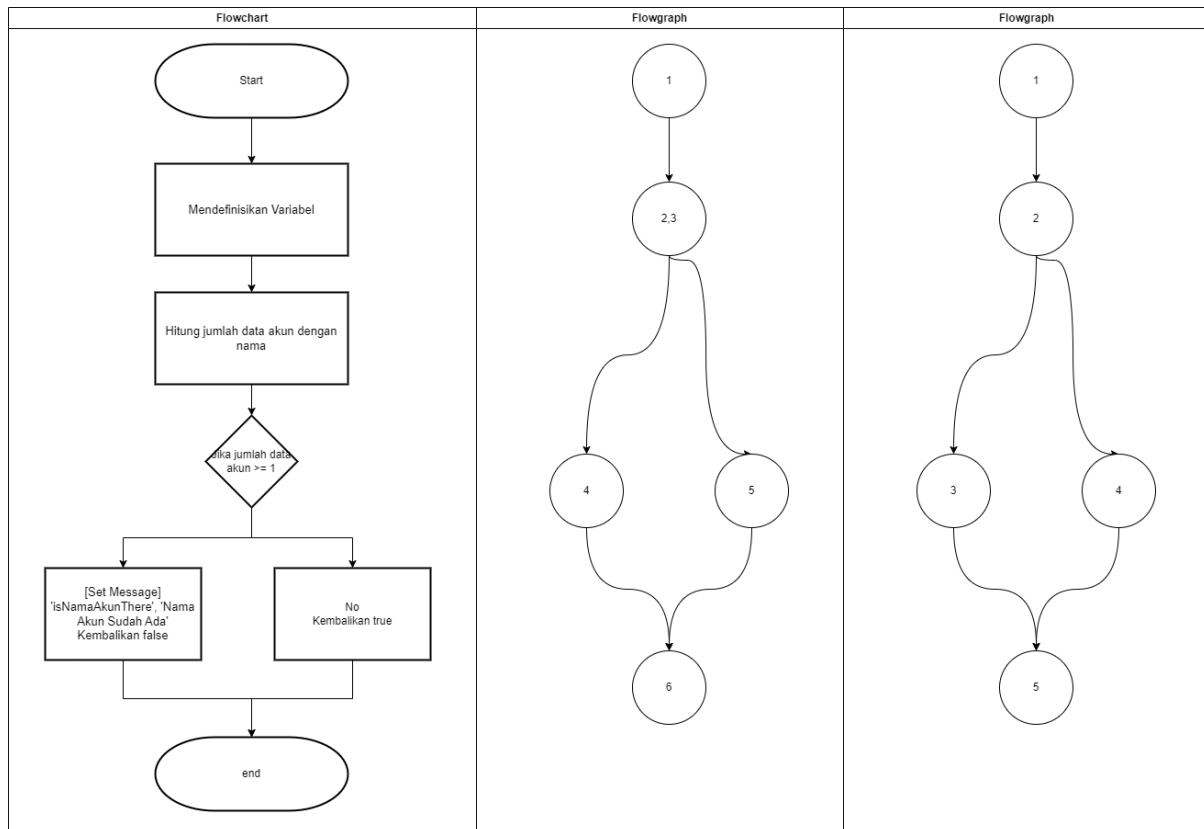 Flowchart
Flowgraph
Flowgraph
Start
Mendefinisikan Variabel
Hitung jumlah data akun dengan
nama
Jika jumlah data
akun >= 1
[Set Message]
'isNamaAkunThere', 'Nama
Akun Sudah Ada'
Kembalikan false
No
Kembalikan true
end
1
2,3
4
5
6
1
2
3
4
5